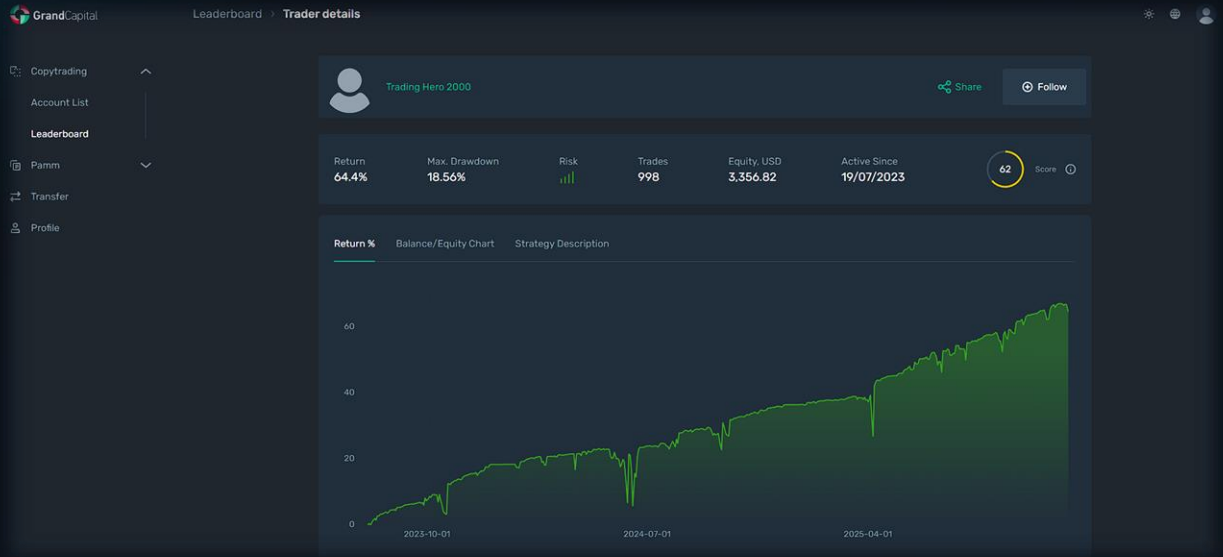 GrandCapital
Leaderboard > Trader details
Copytrading
Account List
Leaderboard
Pamm
Transfer
Profile
Trading Hero 2000
Share
Follow
Return Max. Drawdown Risk Trades Equity, USD Active Since
64.4% 18.56% 998 3,356.82 19/07/2023
62 Score
Return % Balance/Equity Chart Strategy Description
60
40
20
0
2023-10-01 2024-07-01 2025-04-01